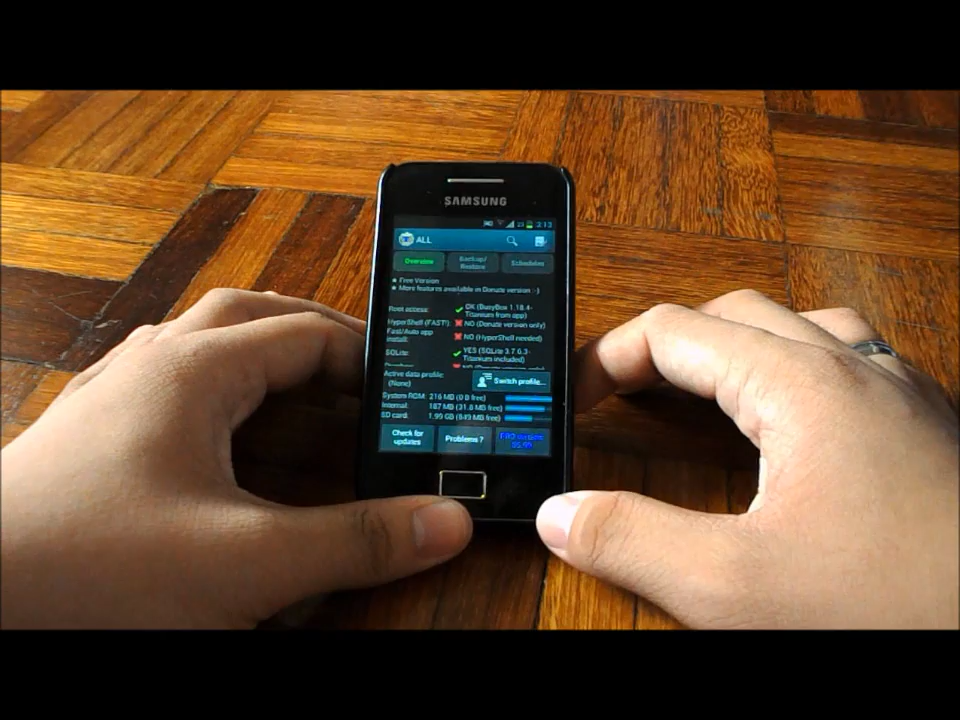 SAMSUNG
3:13
ALL
Overview
Backup/
Restore
Schedules
Free Version
More features available in Donate version :-)
Root access: OK (BusyBox 1.18.4-
Titanium from app)
HyperShell (FAST!): NO (Donate version only)
Fast/Auto app
install: NO (HyperShell needed)
SQLite: YES (SQLite 3.7.6.3-
Titanium included)
Active data profile:
(None)
Switch profile...
System ROM: 216 MB (0 B free)
Internal: 187 MB (31.6 MB free)
SD card: 1.99 GB (849 MB free)
Check for
updates
Problems ?